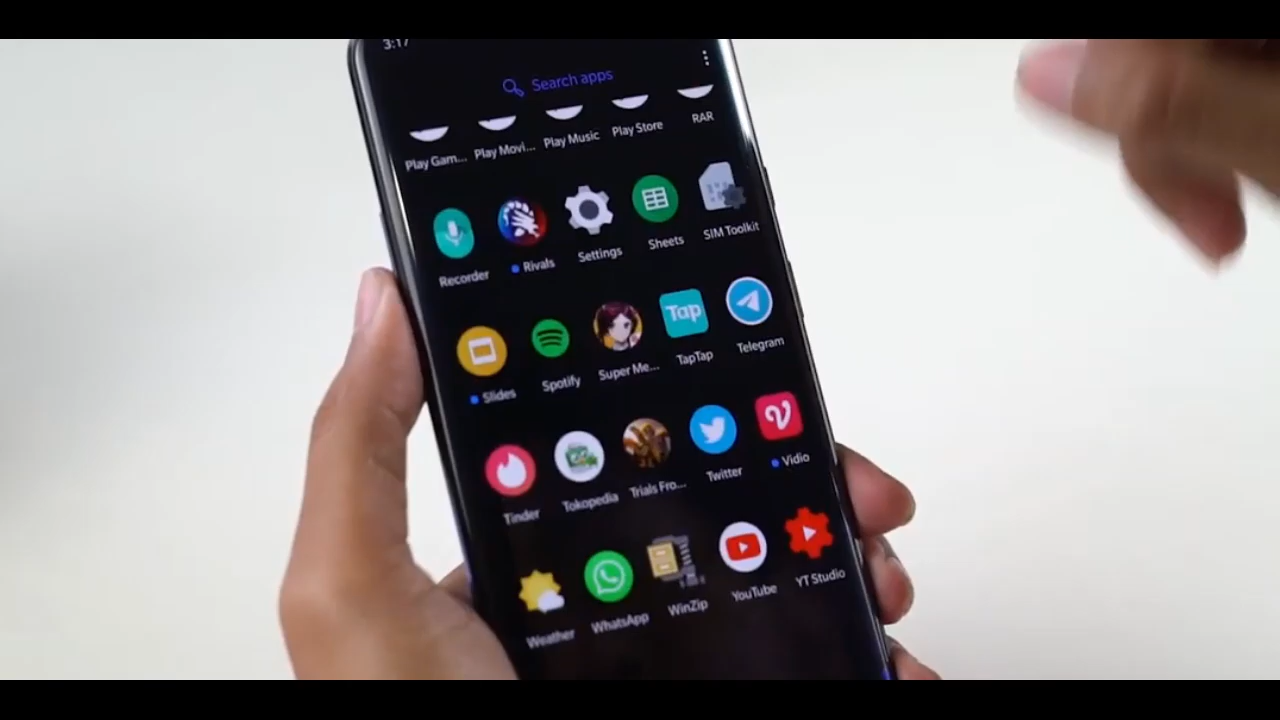 3:17
Search apps
Play Gam... Play Movi... Play Music Play Store RAR
Recorder Rivals Settings Sheets SIM Toolkit
Tap
Slides Spotify Super Me... TapTap Telegram
Tinder Tokopedia Trials Fro... Twitter Vidio
Weather WhatsApp WinZip YouTube YT Studio